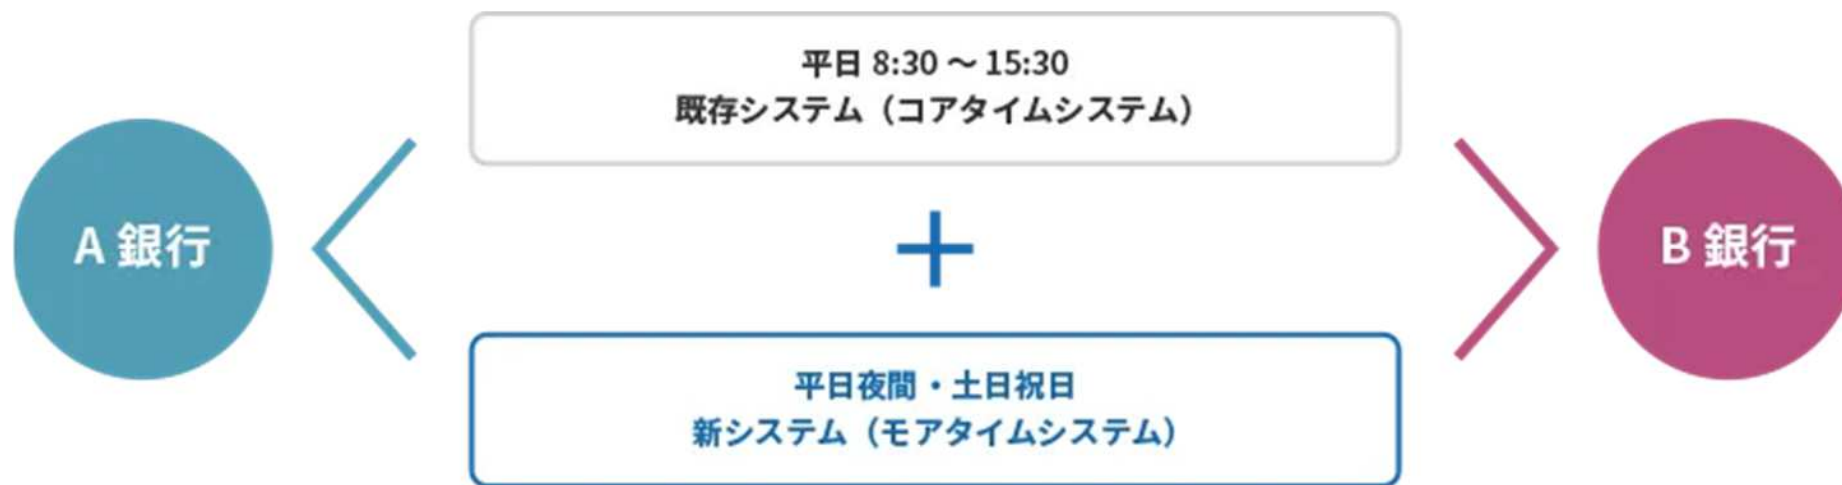 平日 8:30 ～ 15:30
既存システム（コアタイムシステム）
A 銀行
B 銀行
平日夜間・土日祝日
新システム（モアタイムシステム）